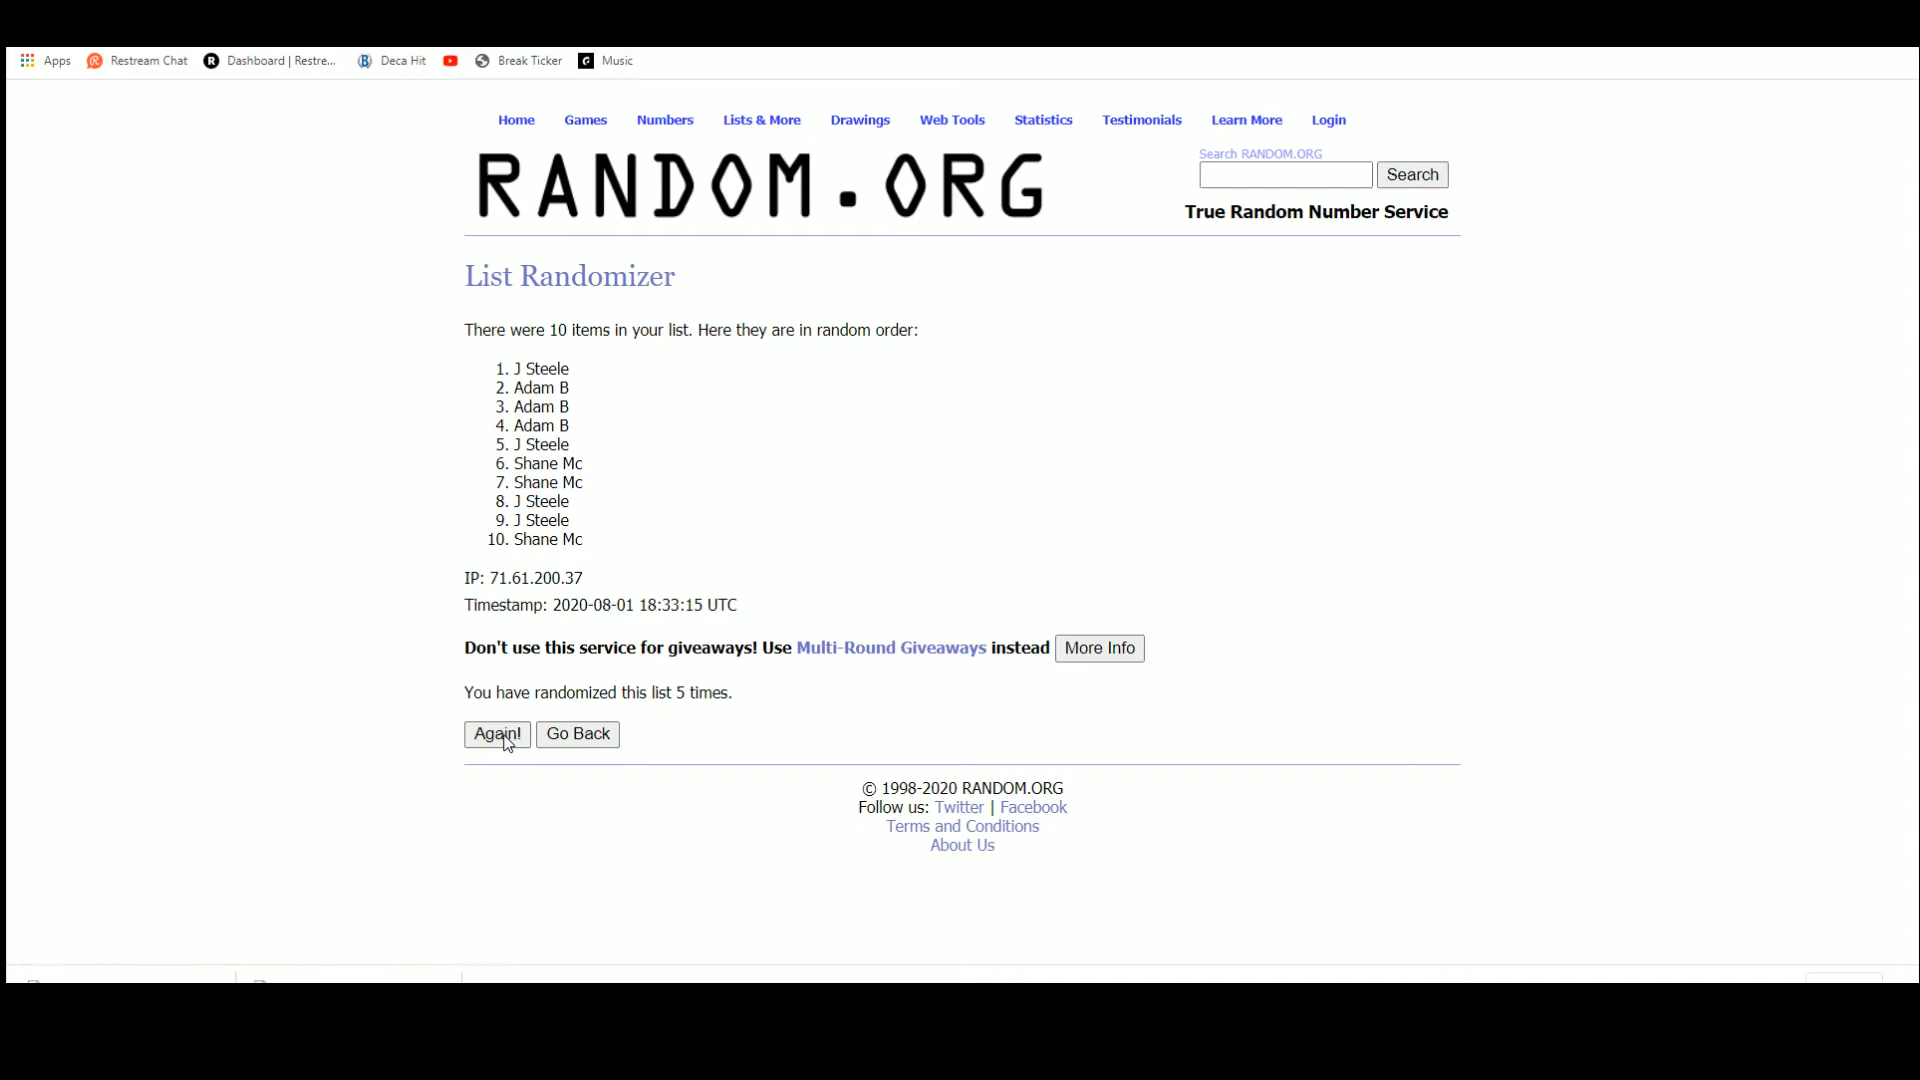 Apps Restream Chat Dashboard | Restre... Deca Hit Break Ticker Music
Home Games Numbers Lists & More Drawings Web Tools Statistics Testimonials Learn More Login
RANDOM.ORG
Search RANDOM.ORG
Search
True Random Number Service
List Randomizer
There were 10 items in your list. Here they are in random order:
1. J Steele
2. Adam B
3. Adam B
4. Adam B
5. J Steele
6. Shane Mc
7. Shane Mc
8. J Steele
9. J Steele
10. Shane Mc
IP: 71.61.200.37
Timestamp: 2020-08-01 18:33:15 UTC
Don't use this service for giveaways! Use Multi-Round Giveaways instead More Info
You have randomized this list 5 times.
Again! Go Back
© 1998-2020 RANDOM.ORG
Follow us: Twitter | Facebook
Terms and Conditions
About Us